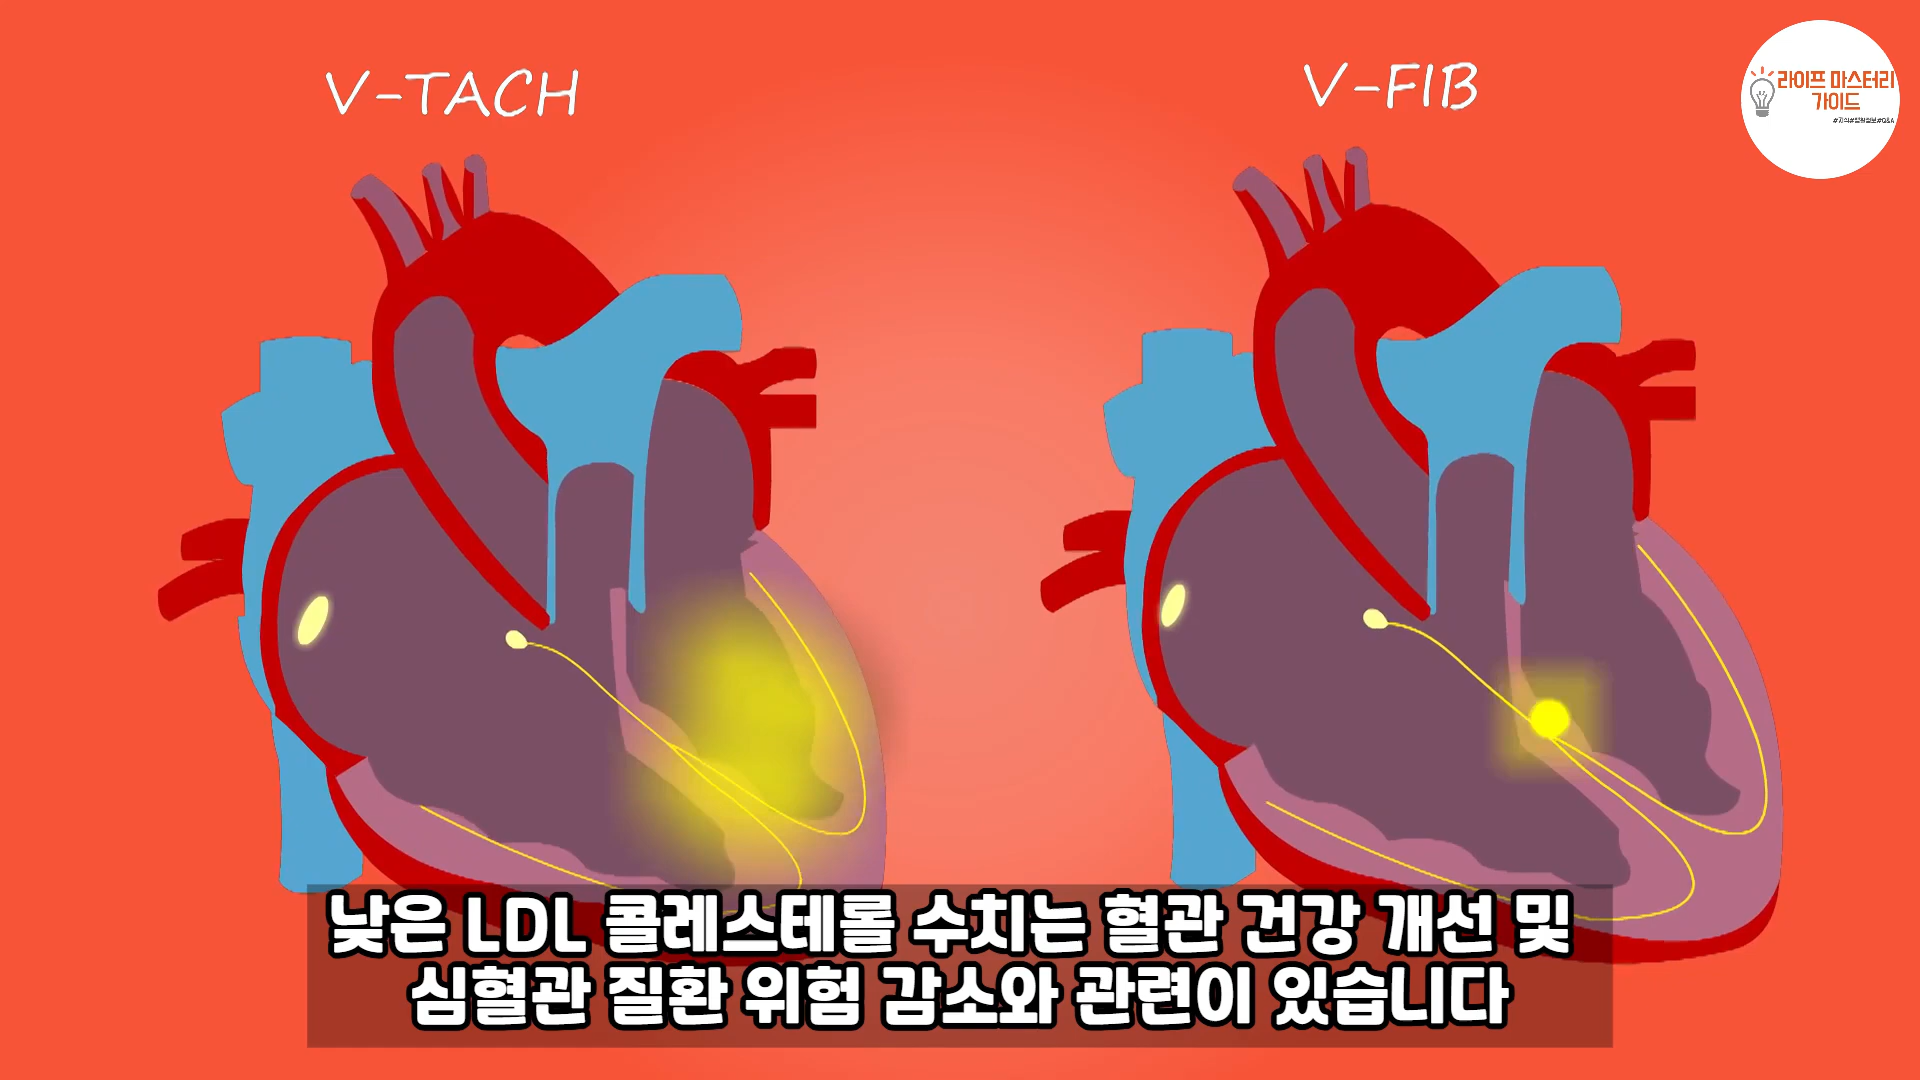 V-TACH
V-FIB
라이프 마스터리
가이드
낮은 LDL 콜레스테롤 수치는 혈관 건강 개선 및
심혈관 질환 위험 감소와 관련이 있습니다